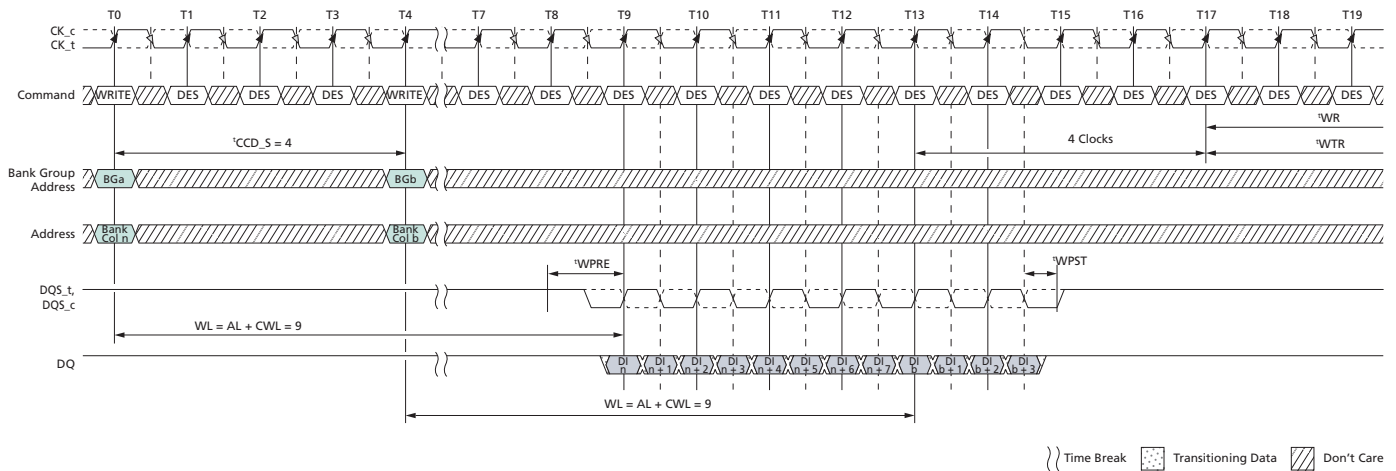 T0 T1 T2 T3 T4 T7 T8 T9 T10 T11 T12 T13 T14 T15 T16 T17 T18 T19
CK_c
CK_t
Command WRITE DES DES DES WRITE DES DES DES DES DES DES DES DES DES DES DES DES DES
tWR
tCCD_S = 4 4 Clocks tWTR
Bank Group
Address BGa BGb
Address Bank
Col n Bank
Col b
tWPRE tWPST
DQS_t,
DQS_c
WL = AL + CWL = 9
DQ DI
n DI
n + 1 DI
n + 2 DI
n + 3 DI
n + 4 DI
n + 5 DI
n + 6 DI
n + 7 DI
b DI
b + 1 DI
b + 2 DI
b + 3
WL = AL + CWL = 9
Time Break Transitioning Data Don't Care